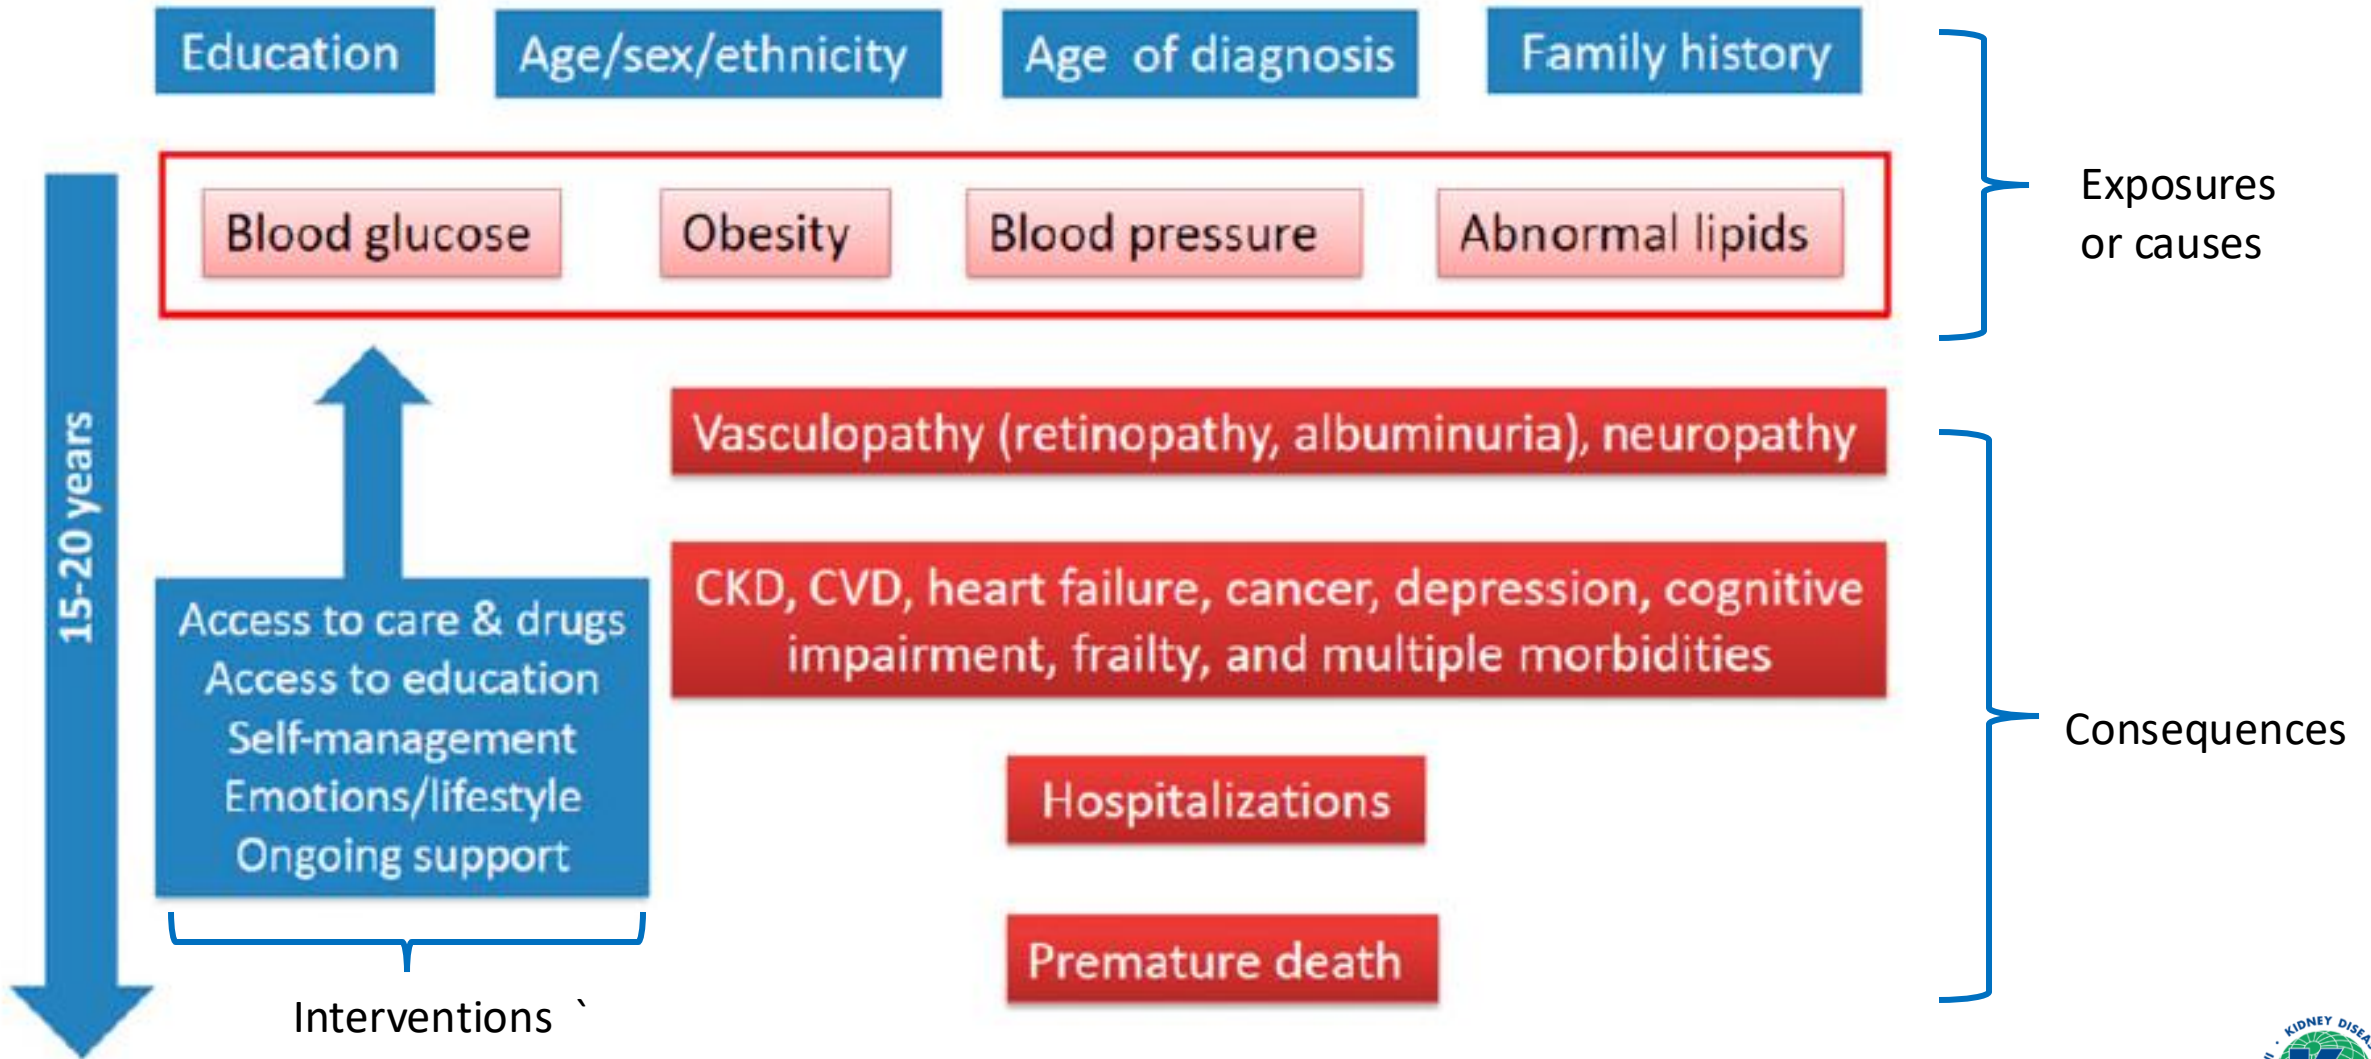 Education
Age/sex/ethnicity
Age of diagnosis
Family history
Blood glucose
Obesity
Blood pressure
Abnormal lipids
Exposures
or causes
15-20 years
Vasculopathy (retinopathy, albuminuria), neuropathy
CKD, CVD, heart failure, cancer, depression, cognitive
impairment, frailty, and multiple morbidities
Hospitalizations
Premature death
Consequences
Access to care & drugs
Access to education
Self-management
Emotions/lifestyle
Ongoing support
Interventions `
KIDNEY